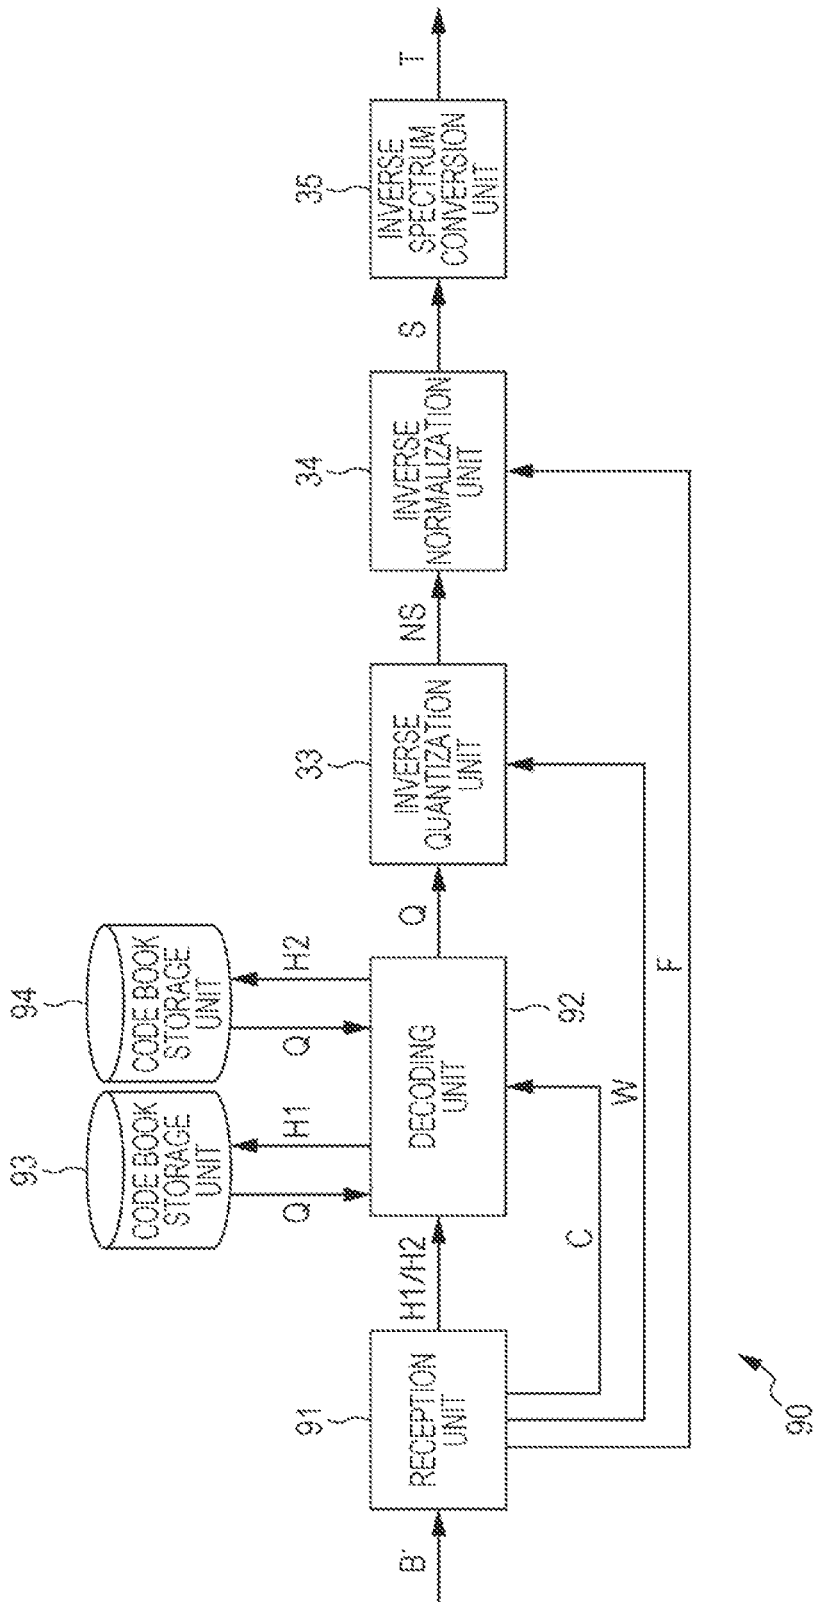 93
94
CODE BOOK
STORAGE
UNIT
CODE BOOK
STORAGE
UNIT
Q
H1
Q
H2
91
33
34
35
B'
RECEPTION
UNIT
H1/H2
DECODING
UNIT
Q
INVERSE
QUANTIZATION
UNIT
NS
INVERSE
NORMALIZATION
UNIT
S
INVERSE
SPECTRUM
CONVERSION
UNIT
T
92
C
W
F
90